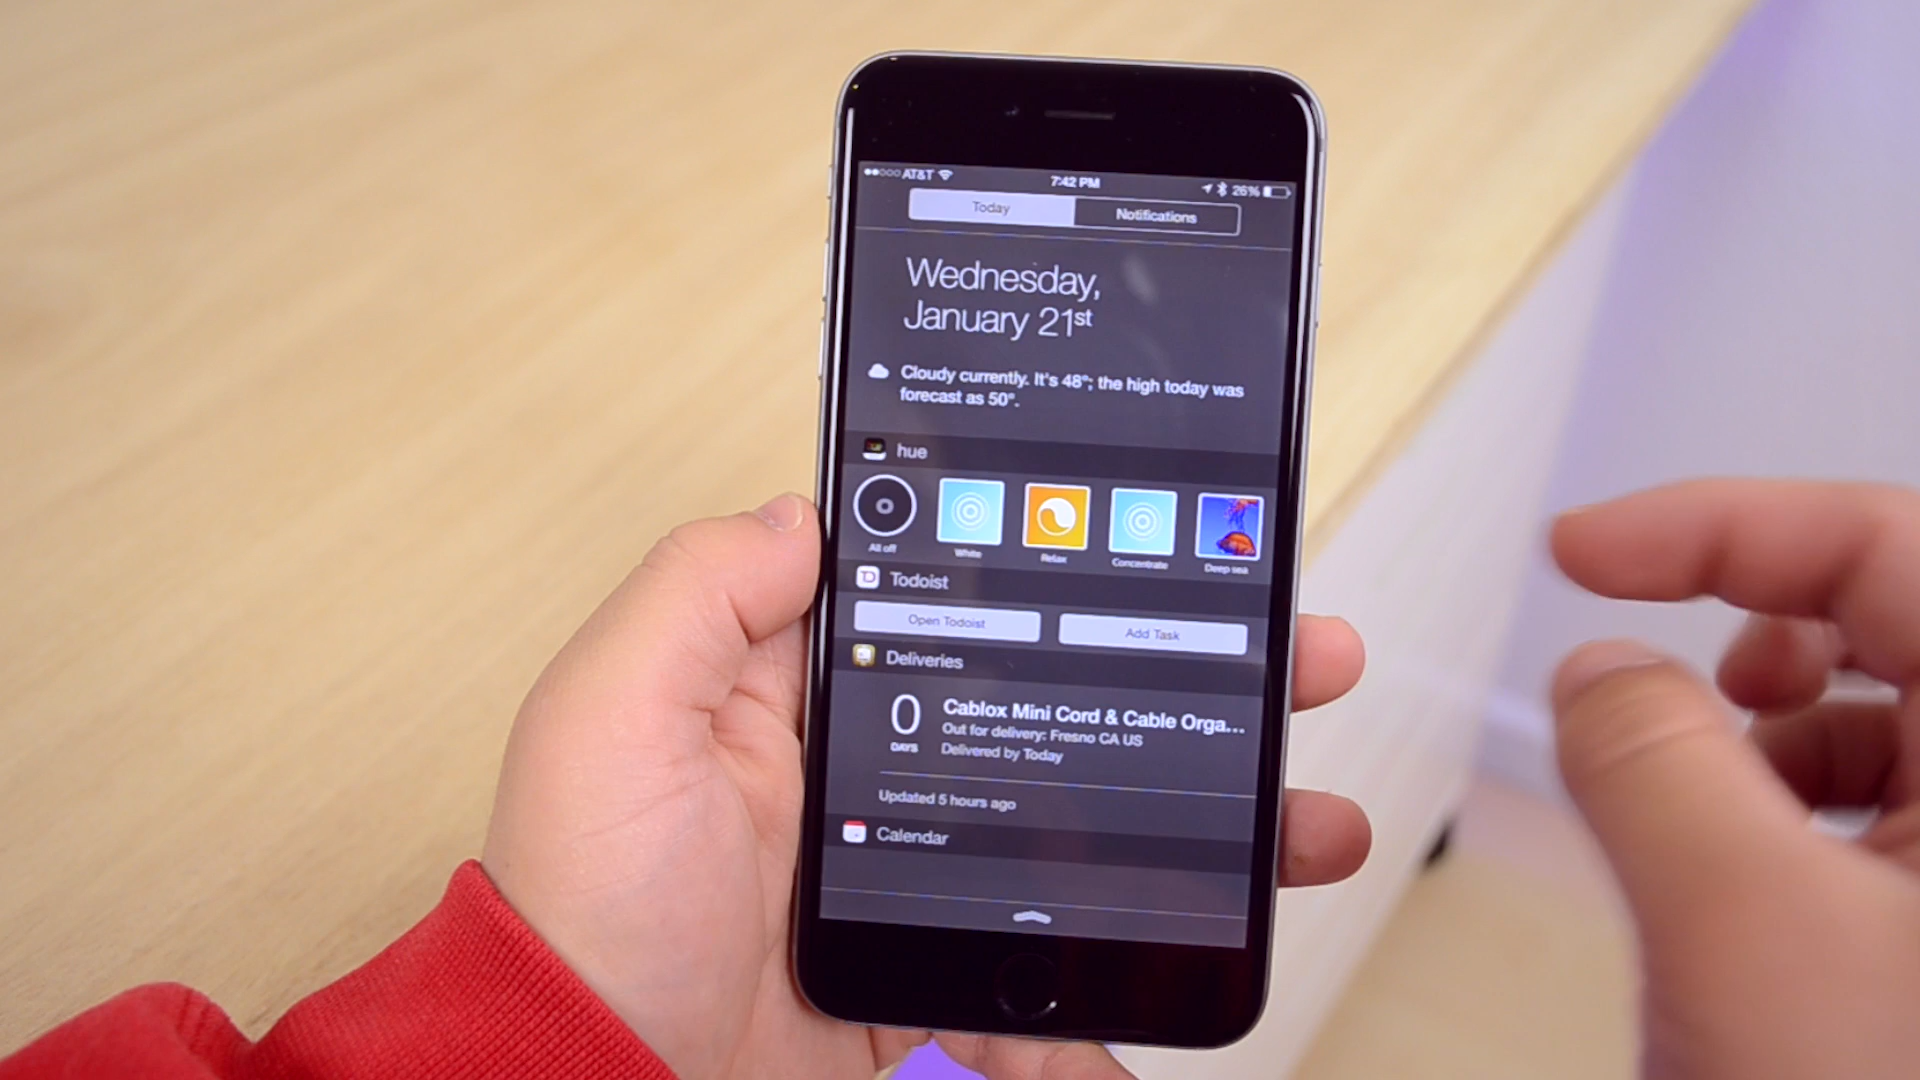 AT&T 7:42 PM 26%
Today Notifications
Wednesday,
January 21st
Cloudy currently. It's 48°; the high today was
forecast as 50°.
hue
All off White Relax Concentrate Deep sea
Todoist
Open Todoist Add Task
Deliveries
0 Cablox Mini Cord & Cable Orga...
DAYS Out for delivery: Fresno CA US
Delivered by Today
Updated 5 hours ago
Calendar